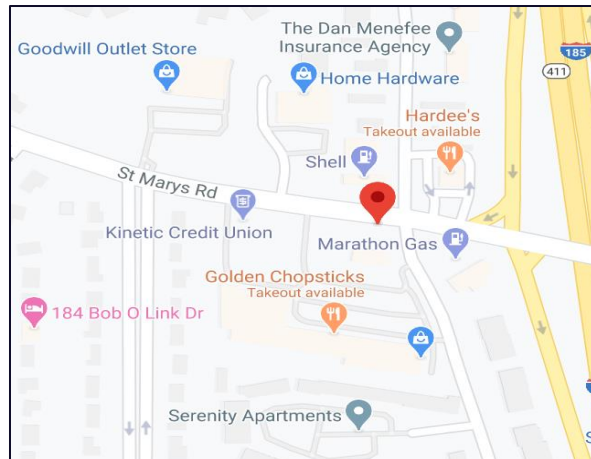 The Dan Menefee
Insurance Agency
Goodwill Outlet Store
185
411
Home Hardware
Hardee's
Takeout available
Shell
St Marys Rd
Kinetic Credit Union
Marathon Gas
Golden Chopsticks
Takeout available
184 Bob O Link Dr
Serenity Apartments
S